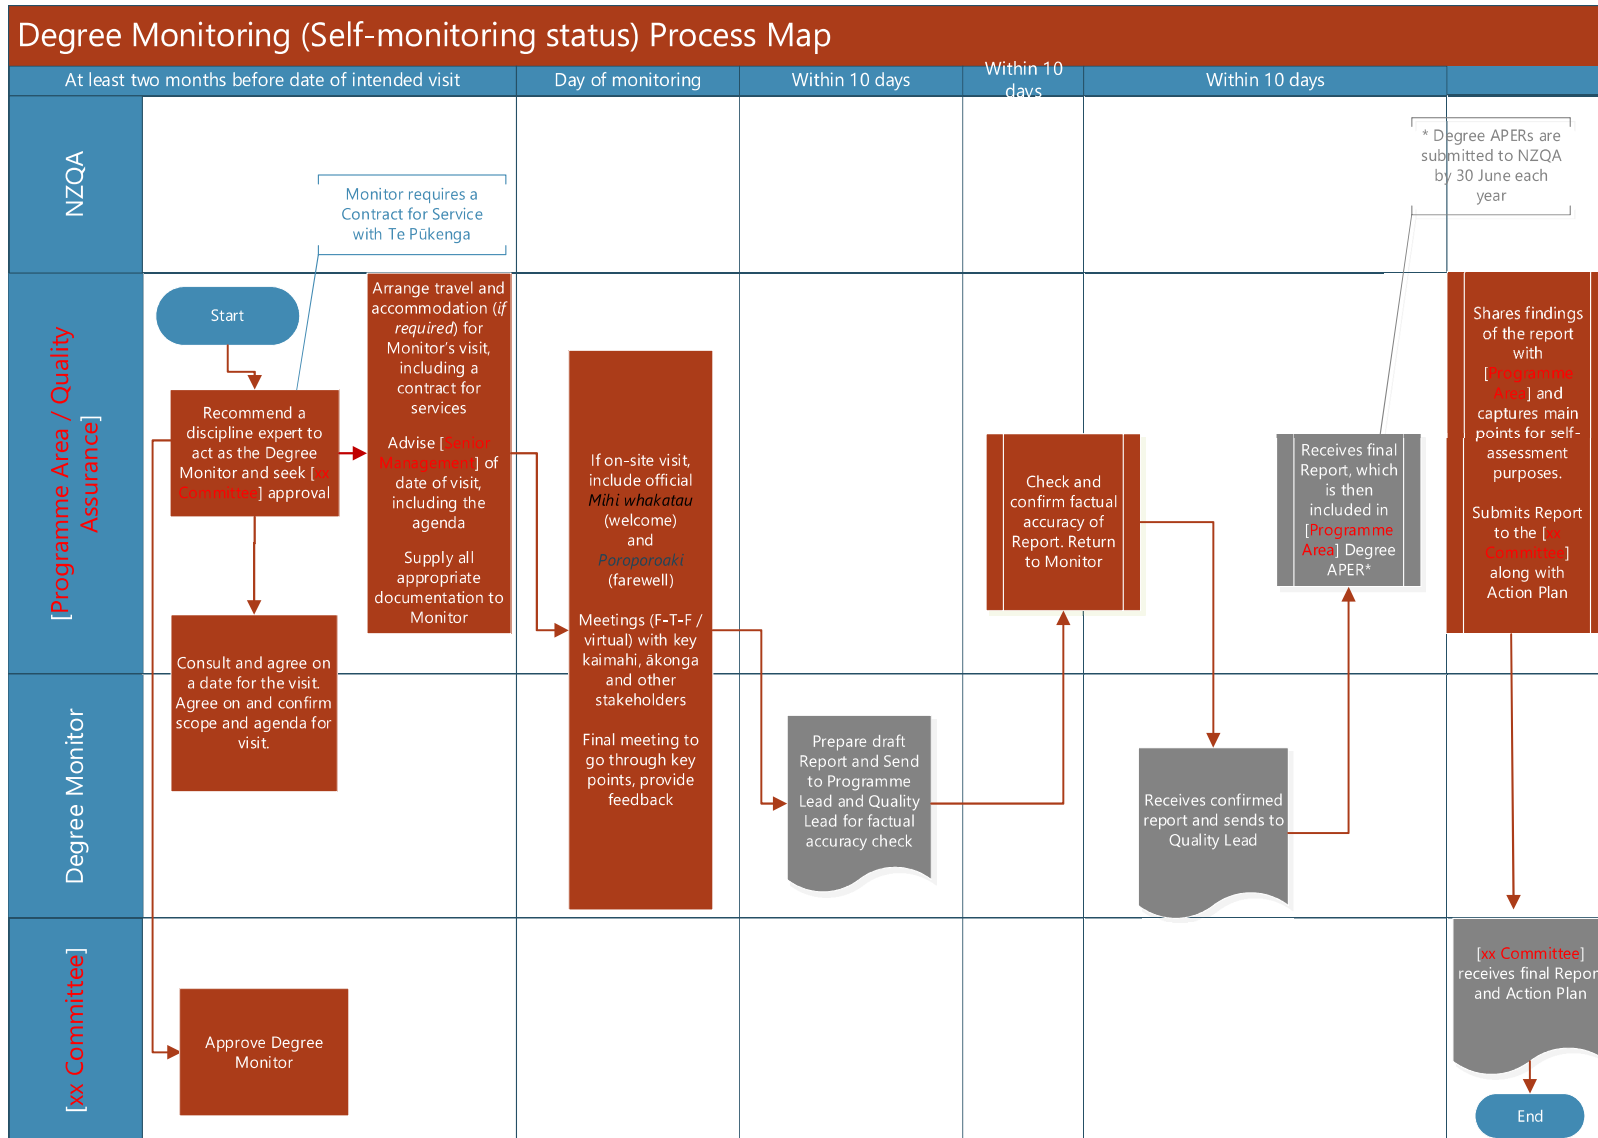 Degree Monitoring (Self-monitoring status) Process Map
At least two months before date of intended visit
Day of monitoring
Within 10 days
Within 10
days
Within 10 days
NZQA
Monitor requires a
Contract for Service
with Te Pūkenga
* Degree APERs are
submitted to NZQA
by 30 June each
year
[Programme Area / Quality
Assurance]
Start
Recommend a
discipline expert to
act as the Degree
Monitor and seek [xx
Committee] approval
Arrange travel and
accommodation (if
required) for
Monitor's visit,
including a
contract for
services
Advise [Senior
Management] of
date of visit,
including the
agenda
Supply all
appropriate
documentation to
Monitor
If on-site visit,
include official
Mihi whakatau
(welcome)
and
Poroporoaki
(farewell)
Meetings (F-T-F /
virtual) with key
kaimahi, ākonga
and other
stakeholders
Final meeting to
go through key
points, provide
feedback
Check and
confirm factual
accuracy of
Report. Return
to Monitor
Receives final
Report, which
is then
included in
[Programme
Area] Degree
APER*
Shares findings
of the report
with
[Programme
Area] and
captures main
points for self-
assessment
purposes.
Submits Report
to the [xx
Committee]
along with
Action Plan
Degree Monitor
Consult and agree on
a date for the visit.
Agree on and confirm
scope and agenda for
visit.
Prepare draft
Report and Send
to Programme
Lead and Quality
Lead for factual
accuracy check
Receives confirmed
report and sends to
Quality Lead
[xx Committee]
Approve Degree
Monitor
[xx Committee]
receives final Repor
and Action Plan
End